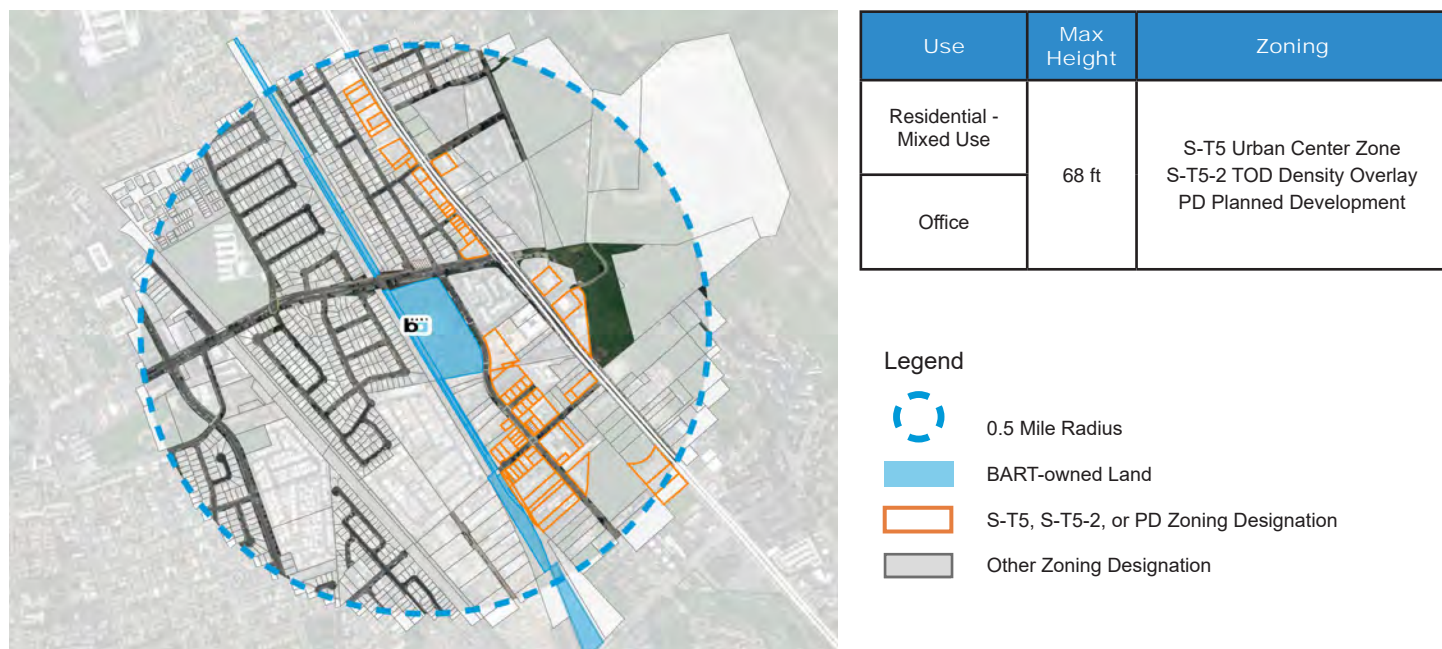 Use
Max
Height
Zoning
Residential -
Mixed Use
68 ft
S-T5 Urban Center Zone
S-T5-2 TOD Density Overlay
PD Planned Development
Office
Legend
0.5 Mile Radius
BART-owned Land
S-T5, S-T5-2, or PD Zoning Designation
Other Zoning Designation